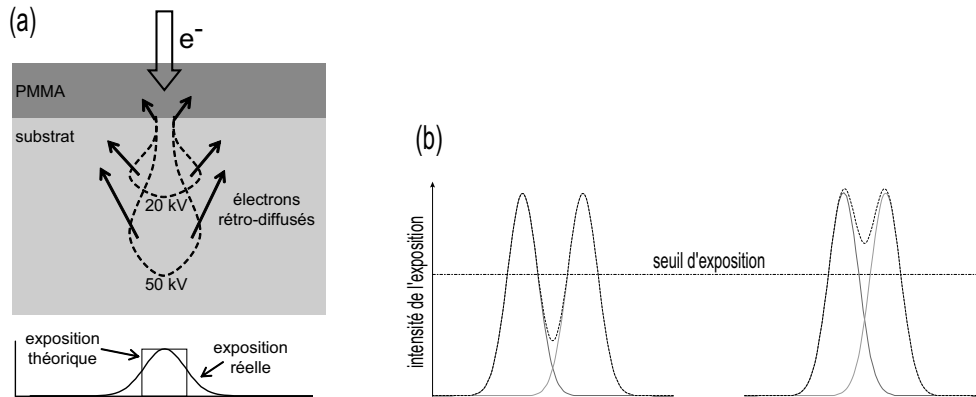 (a)
e-
PMMA
substrat
électrons
rétro-diffusés
20 kV
50 kV
exposition
théorique
exposition
réelle
(b)
intensité de l'exposition
seuil d'exposition